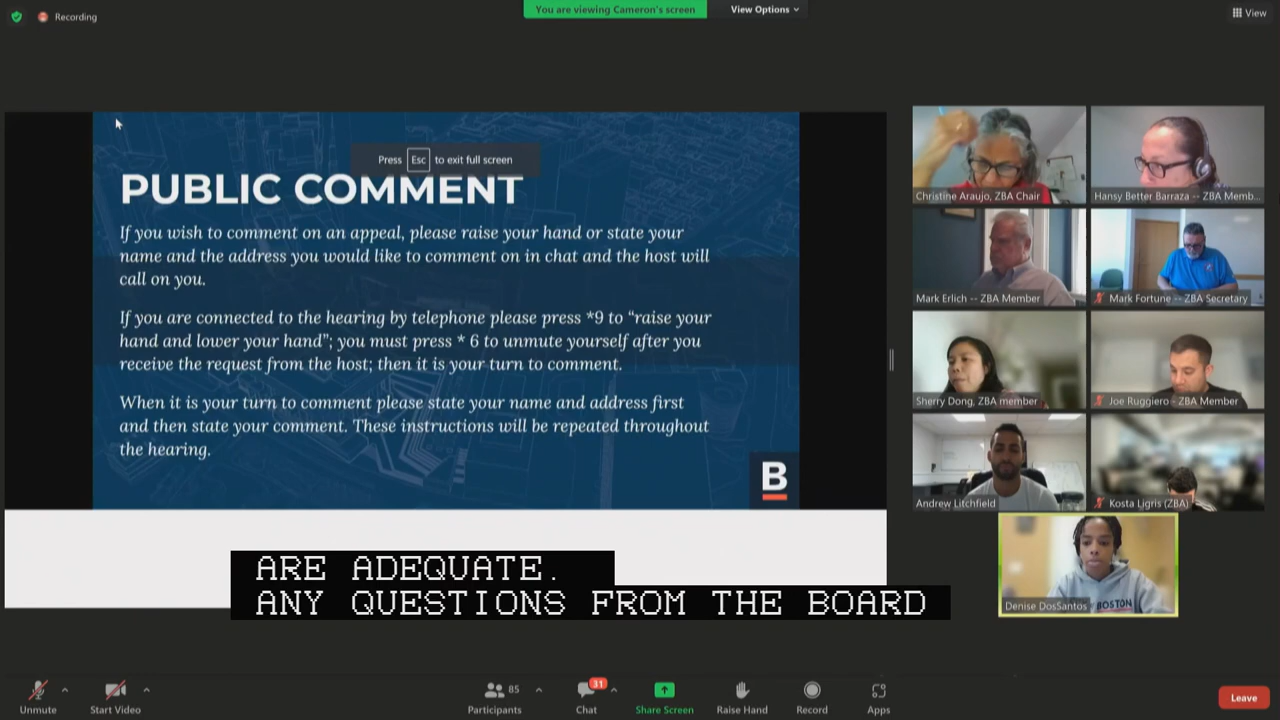 Recording
You are viewing Cameron's screen
View Options
View
Press Esc to exit full screen
PUBLIC COMMENT
If you wish to comment on an appeal, please raise your hand or state your
name and the address you would like to comment on in chat and the host will
call on you.
If you are connected to the hearing by telephone please press *9 to “raise your
hand and lower your hand”; you must press * 6 to unmute yourself after you
receive the request from the host; then it is your turn to comment.
When it is your turn to comment please state your name and address first
and then state your comment. These instructions will be repeated throughout
the hearing.
B
Christine Araujo, ZBA Chair
Hansy Better Barraza -- ZBA Memb...
Mark Erlich -- ZBA Member
Mark Fortune -- ZBA Secretary
Sherry Dong, ZBA member
Joe Ruggiero - ZBA Member
Andrew Litchfield
Kosta Ligris (ZBA)
BOSTON
Denise DosSantos
ARE ADEQUATE.
ANY QUESTIONS FROM THE BOARD
Unmute
Start Video
Participants
85
Chat
31
Share Screen
Raise Hand
Record
Apps
Leave